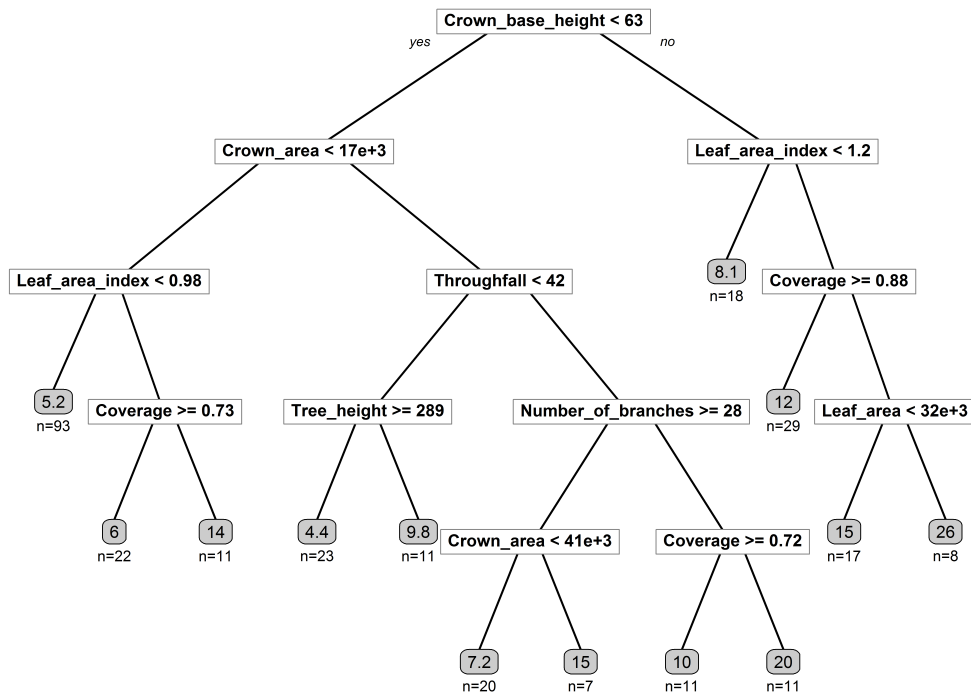 Crown_base_height < 63
yes
no
Crown_area < 17e+3
Leaf_area_index < 1.2
Leaf_area_index < 0.98
Throughfall < 42
8.1
n=18
Coverage >= 0.88
5.2
n=93
Coverage >= 0.73
Tree_height >= 289
Number_of_branches >= 28
12
n=29
Leaf_area < 32e+3
6
n=22
14
n=11
4.4
n=23
9.8
n=11
Crown_area < 41e+3
Coverage >= 0.72
15
n=17
26
n=8
7.2
n=20
15
n=7
10
n=11
20
n=11